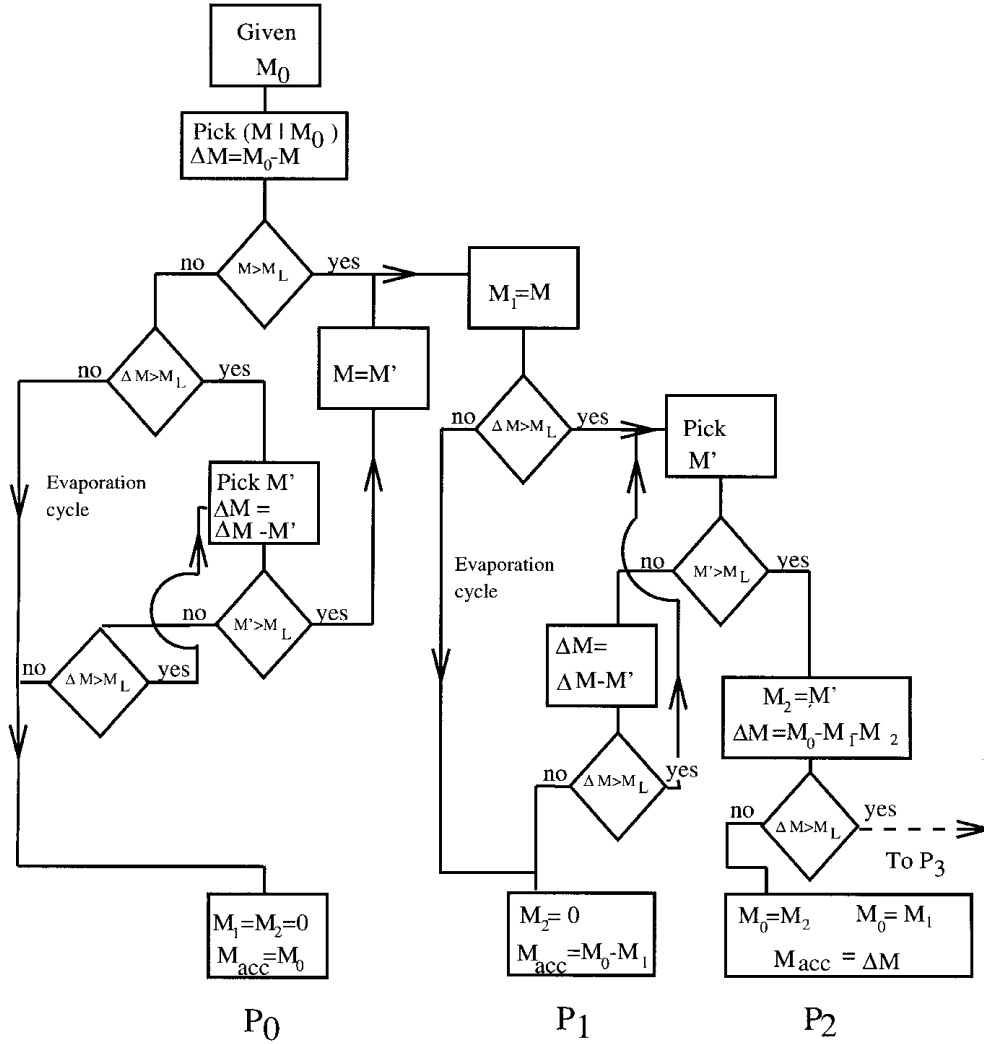 Given
M0
Pick (M | M0 )
ΔM=M0-M
no
M>ML
yes
M1=M
no
ΔM>ML
yes
M=M'
no
ΔM>ML
yes
Pick
M'
Evaporation
cycle
Pick M'
ΔM =
ΔM -M'
Evaporation
cycle
no
M'>ML
yes
no
M'>ML
yes
ΔM=
ΔM-M'
no
ΔM>ML
yes
M2=M'
ΔM=M0-M1-M2
no
ΔM>ML
yes
no
ΔM>ML
yes
To P3
M1=M2=0
Macc=M0
M2= 0
Macc=M0-M1
M0=M2 M0= M1
Macc = ΔM
P0
P1
P2